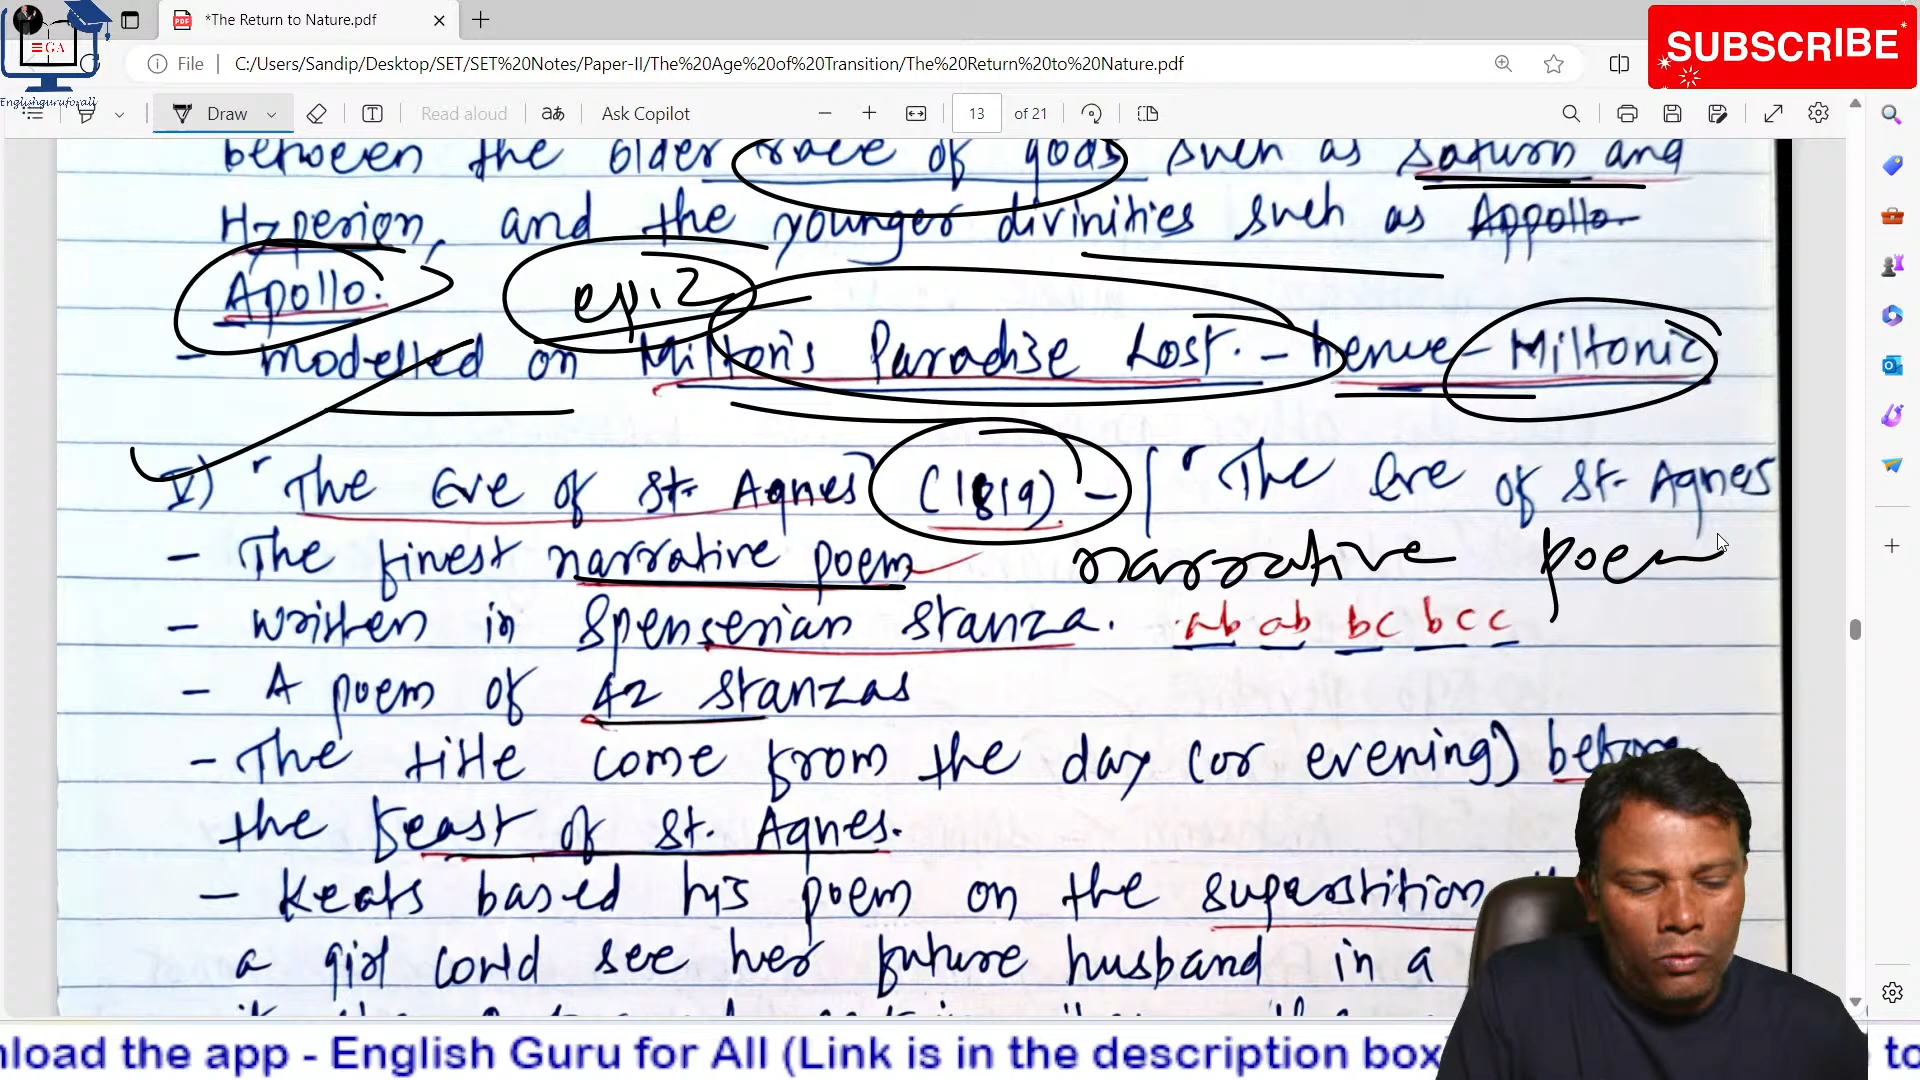 *The Return to Nature.pdf
SUBSCRIBE
EGA
Englishguruforall
File
C:/Users/Sandip/Desktop/SET/SET%20Notes/Paper-II/The%20Age%20of%20Transition/The%20Return%20to%20Nature.pdf
Draw
Read aloud
Ask Copilot
13 of 21
between the older race of gods such as Saturn and
Hyperion, and the younger divinities such as Appollo
Apollo. epic
- modelled on Milton's Paradise Lost. - hence - Miltonic
V) "The Eve of St. Agnes" (1819) - "The Eve of St. Agnes
- The finest narrative poem narrative poem
- written in Spenserian stanza. ab ab bc bcc
- A poem of 42 stanzas
- The title come from the day (or evening) before
the feast of St. Agnes.
- Keats based his poem on the superstition
a girl could see her future husband in a
nload the app - English Guru for All (Link is in the description box